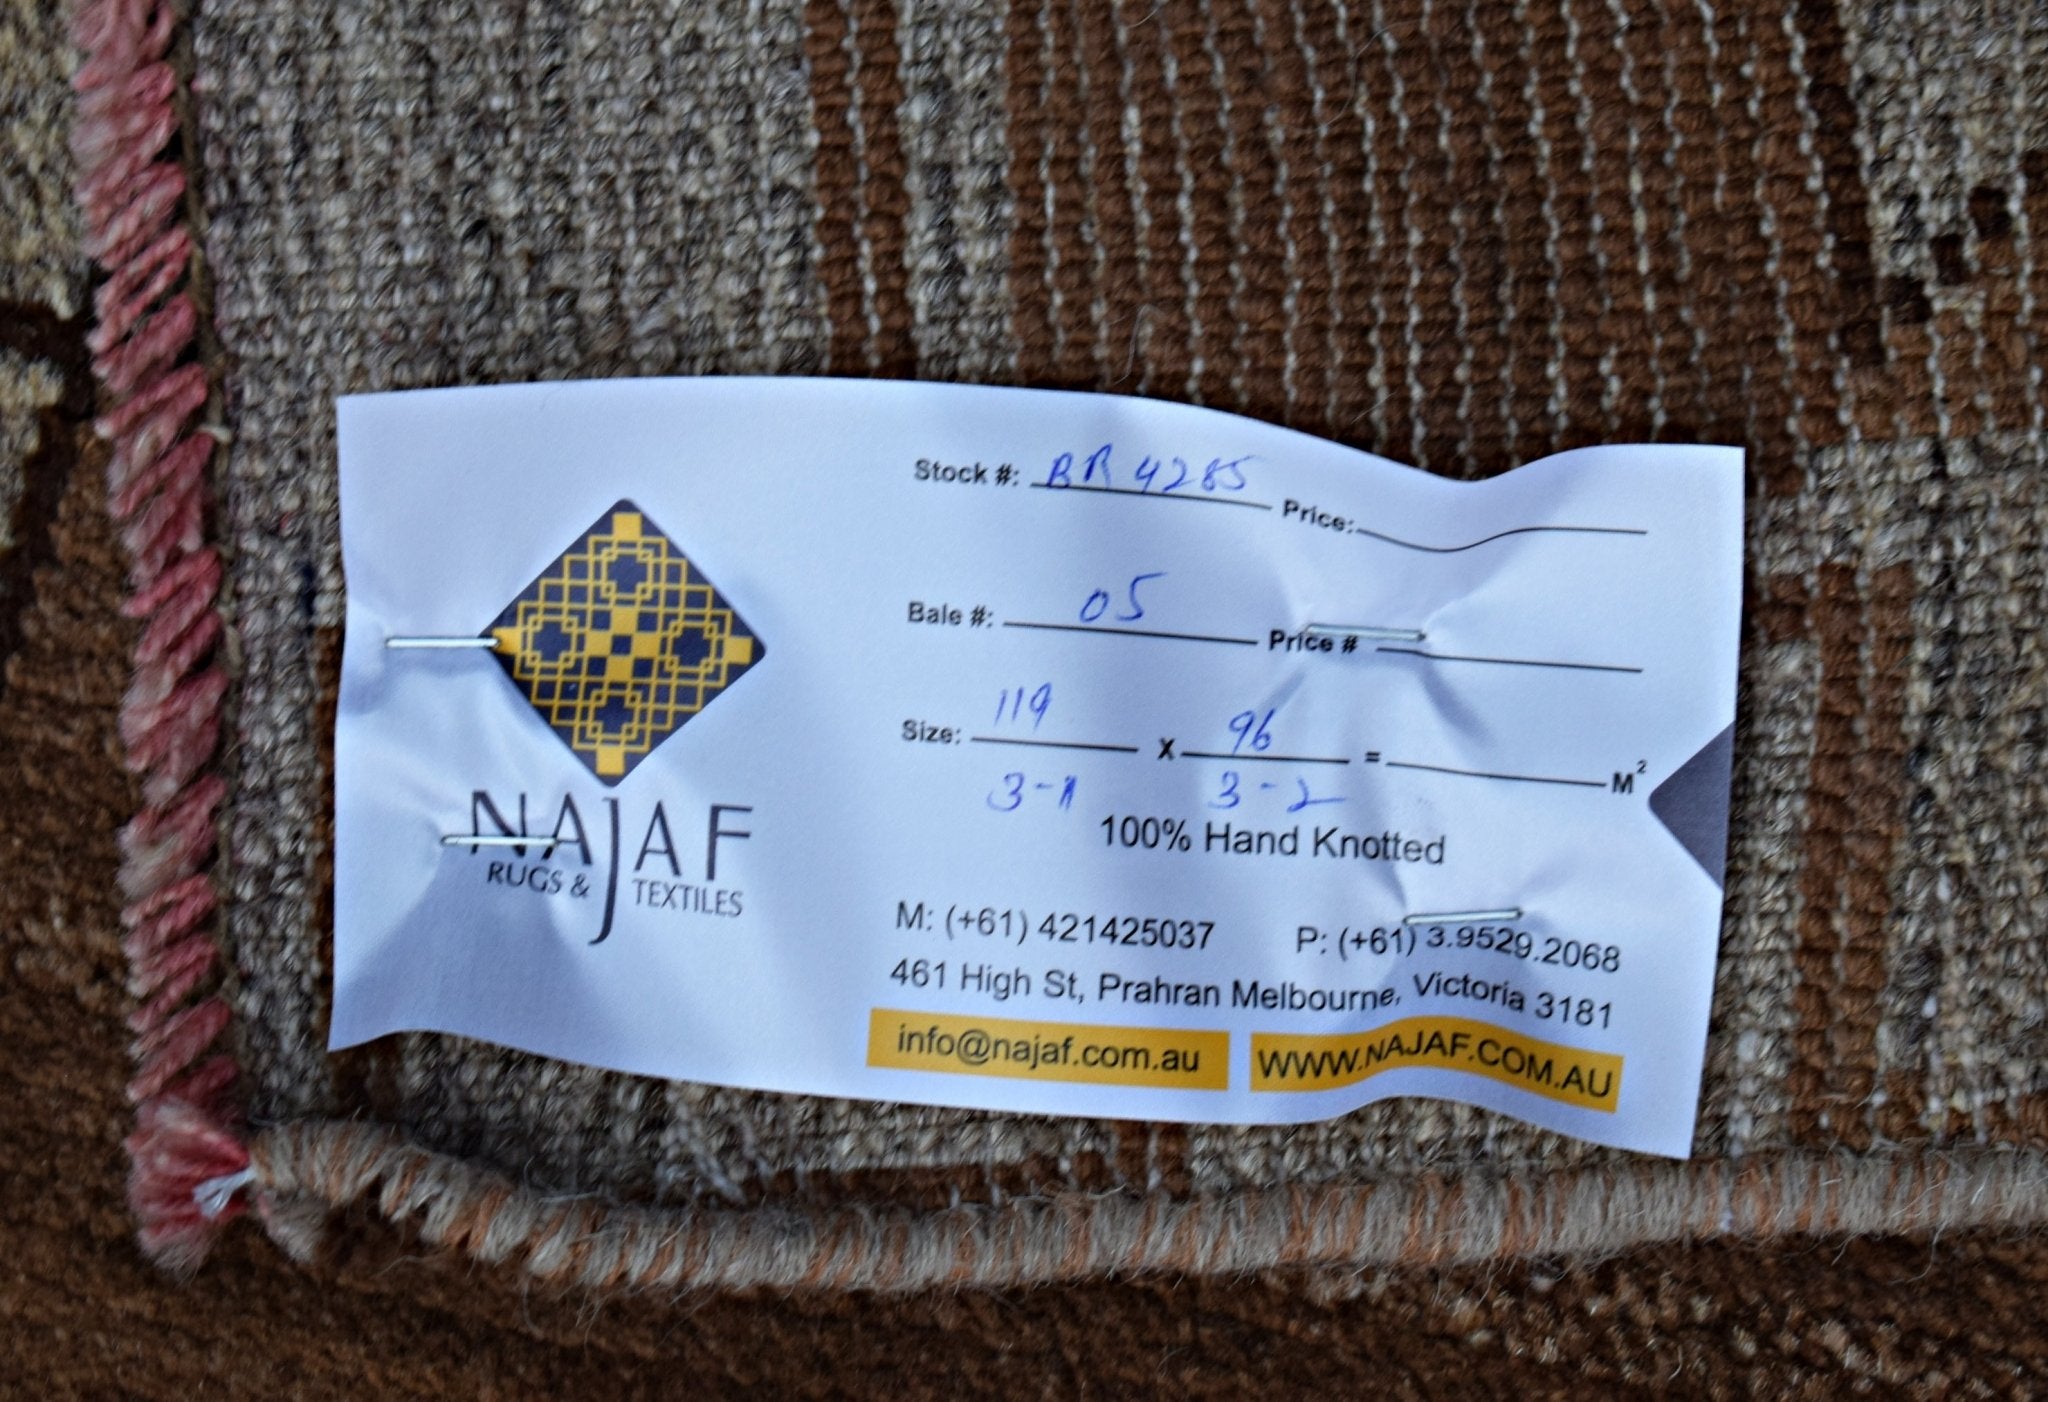 NAJAF
RUGS & TEXTILES
Stock #: BR 4285 Price:
Bale #: 05 Price #
Size: 119 X 96 = M²
3-1 3-2
100% Hand Knotted
M: (+61) 421425037 P: (+61) 3.9529.2068
461 High St, Prahran Melbourne, Victoria 3181
info@najaf.com.au WWW.NAJAF.COM.AU